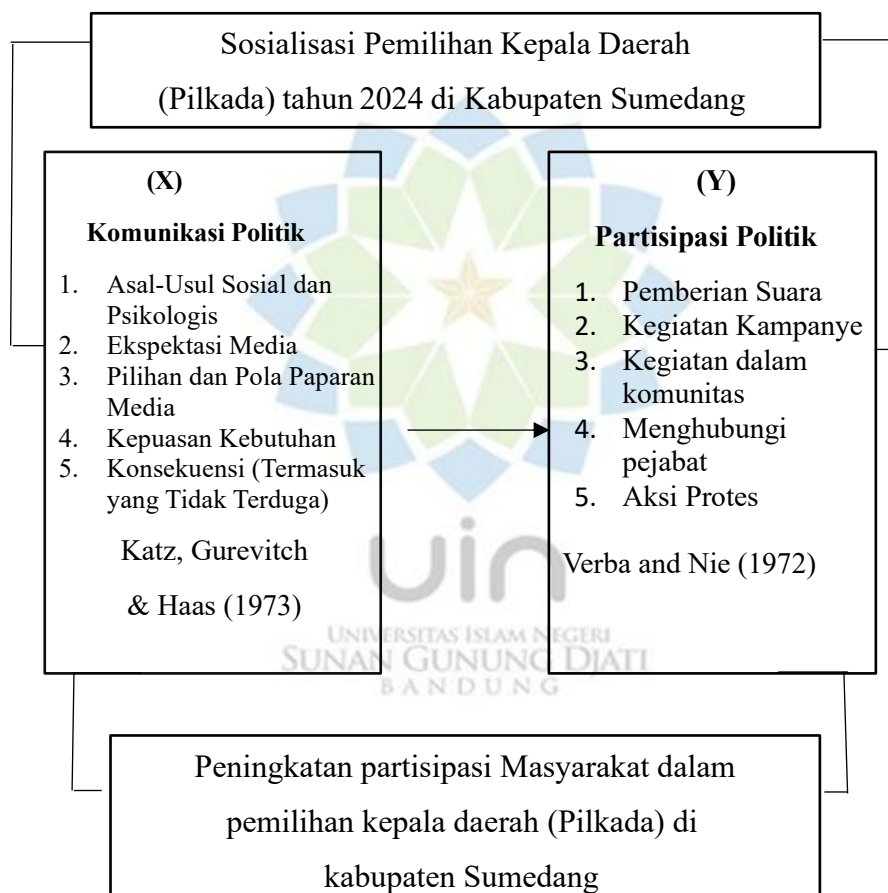 Sosialisasi Pemilihan Kepala Daerah
(Pilkada) tahun 2024 di Kabupaten Sumedang
(X)
Komunikasi Politik
1. Asal-Usul Sosial dan
Psikologis
2. Ekspektasi Media
3. Pilihan dan Pola Paparan
Media
4. Kepuasan Kebutuhan
5. Konsekuensi (Termasuk
yang Tidak Terduga)
Katz, Gurevitch
& Haas (1973)
(Y)
Partisipasi Politik
1. Pemberian Suara
2. Kegiatan Kampanye
3. Kegiatan dalam
komunitas
4. Menghubungi
pejabat
5. Aksi Protes
Verba and Nie (1972)
uin
UNIVERSITAS ISLAM NEGERI
SUNAN GUNUNG DJATI
BANDUNG
Peningkatan partisipasi Masyarakat dalam
pemilihan kepala daerah (Pilkada) di
kabupaten Sumedang